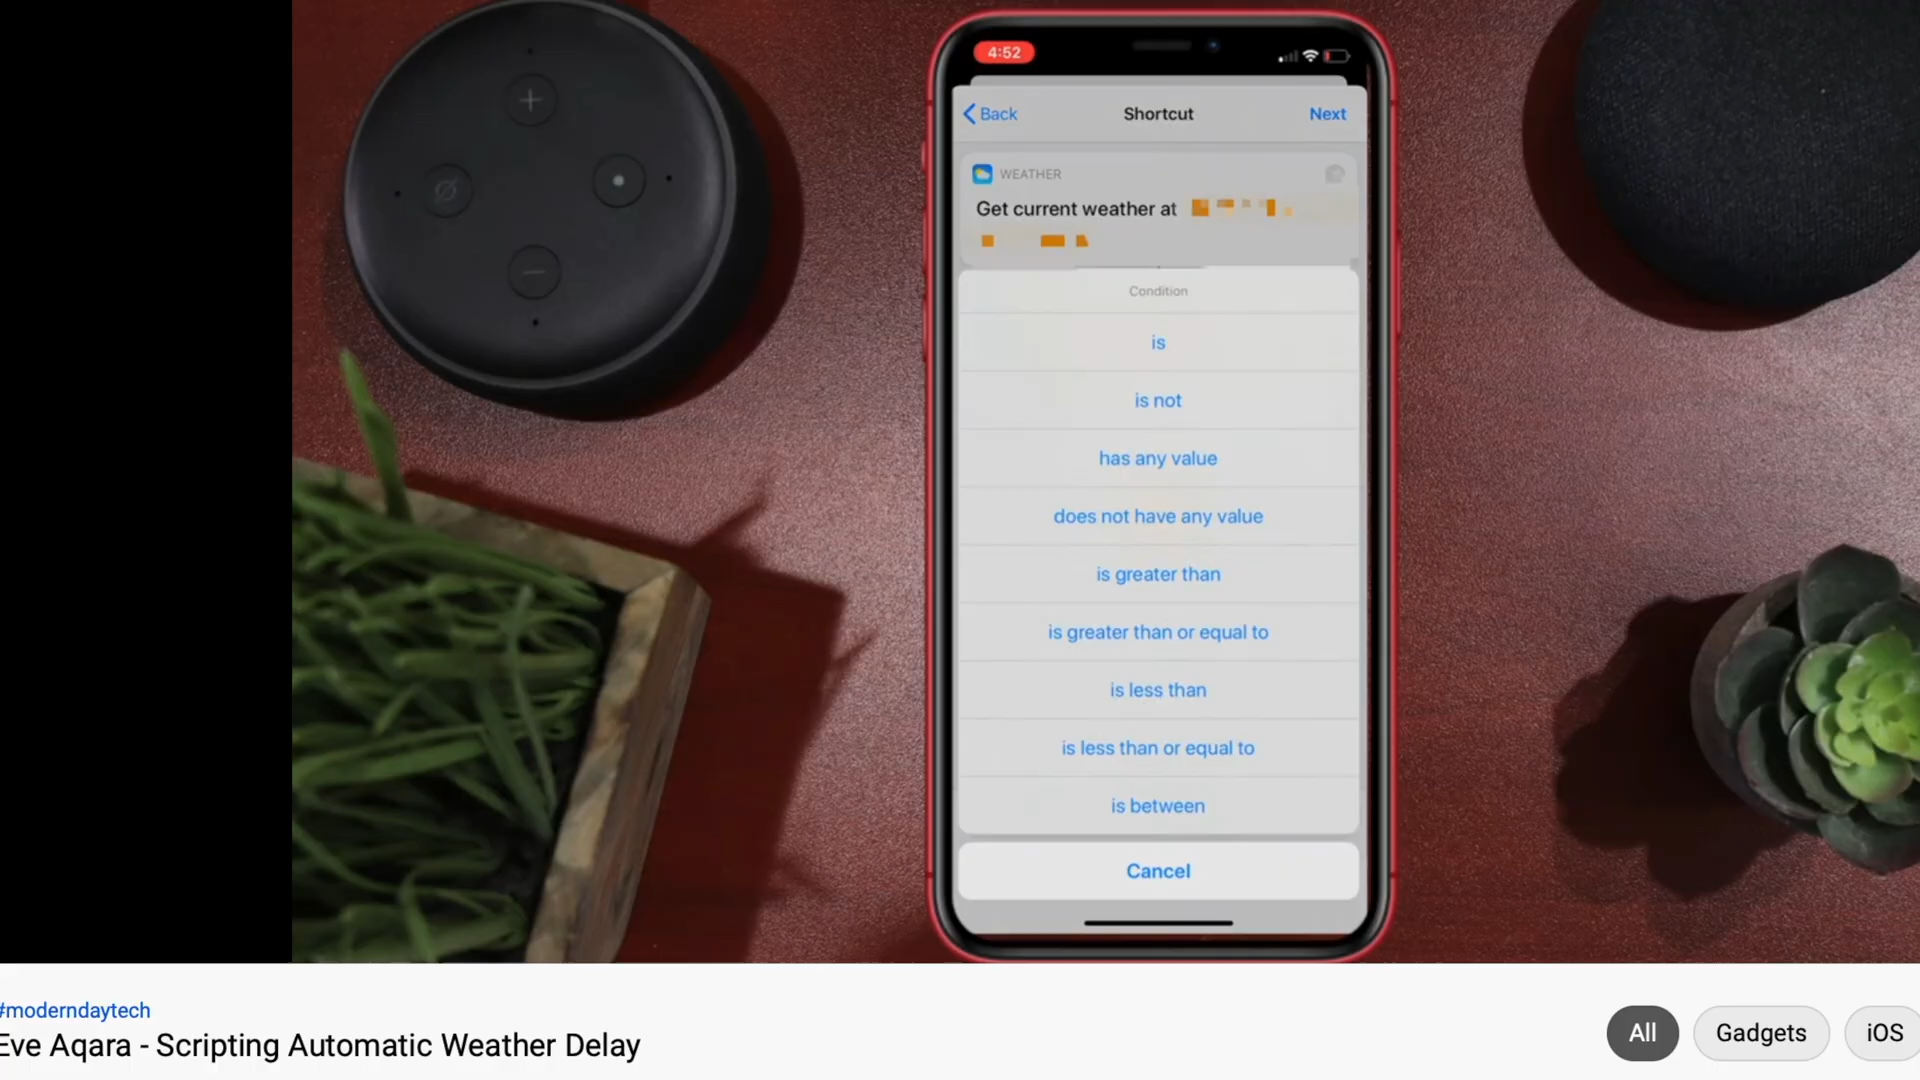 4:52
Back
Shortcut
Next
WEATHER
Get current weather at
Condition
is
is not
has any value
does not have any value
is greater than
is greater than or equal to
is less than
is less than or equal to
is between
Cancel
#moderndaytech
Eve Aqara - Scripting Automatic Weather Delay
All
Gadgets
iOS